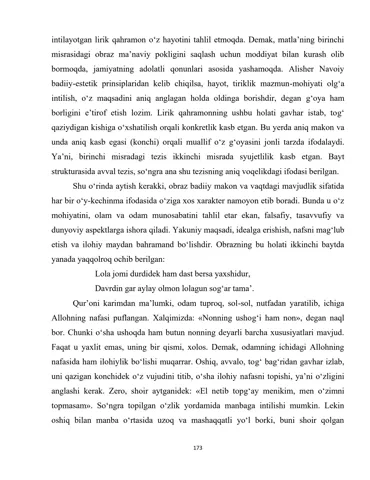 intilayotgan lirik qahramon o‘z hayotini tahlil etmoqda. Demak, matla’ning birinchi
misrasidagi obraz ma’naviy pokligini saqlash uchun moddiyat bilan kurash olib
bormoqda, jamiyatning adolatli qonunlari asosida yashamoqda. Alisher Navoiy
badiiy-estetik prinsiplaridan kelib chiqilsa, hayot, tiriklik mazmun-mohiyati olg‘a
intilish, o‘z maqsadini aniq anglagan holda oldinga borishdir, degan g‘oya ham
borligini e’tirof etish lozim. Lirik qahramonning ushbu holati gavhar istab, tog‘
qaziydigan kishiga o‘xshatilish orqali konkretlik kasb etgan. Bu yerda aniq makon va
unda aniq kasb egasi (konchi) orqali muallif o‘z g‘oyasini jonli tarzda ifodalaydi.
Ya’ni, birinchi misradagi tezis ikkinchi misrada syujetlilik kasb etgan. Bayt
strukturasida avval tezis, so‘ngra ana shu tezisning aniq voqelikdagi ifodasi berilgan.
Shu o‘rinda aytish kerakki, obraz badiiy makon va vaqtdagi mavjudlik sifatida
har bir o‘y-kechinma ifodasida o‘ziga xos xarakter namoyon etib boradi. Bunda u o‘z
mohiyatini, olam va odam munosabatini tahlil etar ekan, falsafiy, tasavvufiy va
dunyoviy aspektlarga ishora qiladi. Yakuniy maqsadi, idealga erishish, nafsni mag‘lub
etish va ilohiy maydan bahramand bo‘lishdir. Obrazning bu holati ikkinchi baytda
yanada yaqqolroq ochib berilgan:
Lola jomi durdidek ham dast bersa yaxshidur,
Davrdin gar aylay olmon lolagun sog‘ar tama’.
Qur’oni karimdan ma’lumki, odam tuproq, sol-sol, nutfadan yaratilib, ichiga
Allohning nafasi puflangan. Xalqimizda: «Nonning ushog‘i ham non», degan naql
bor. Chunki o‘sha ushoqda ham butun nonning deyarli barcha xususiyatlari mavjud.
Faqat u yaxlit emas, uning bir qismi, xolos. Demak, odamning ichidagi Allohning
nafasida ham ilohiylik bo‘lishi muqarrar. Oshiq, avvalo, tog‘ bag‘ridan gavhar izlab,
uni qazigan konchidek o‘z vujudini titib, o‘sha ilohiy nafasni topishi, ya’ni o‘zligini
anglashi kerak. Zero, shoir aytganidek: «El netib topg‘ay menikim, men o‘zimni
topmasam». So‘ngra topilgan o‘zlik yordamida manbaga intilishi mumkin. Lekin
oshiq bilan manba o‘rtasida uzoq va mashaqqatli yo‘l borki, buni shoir qolgan
173